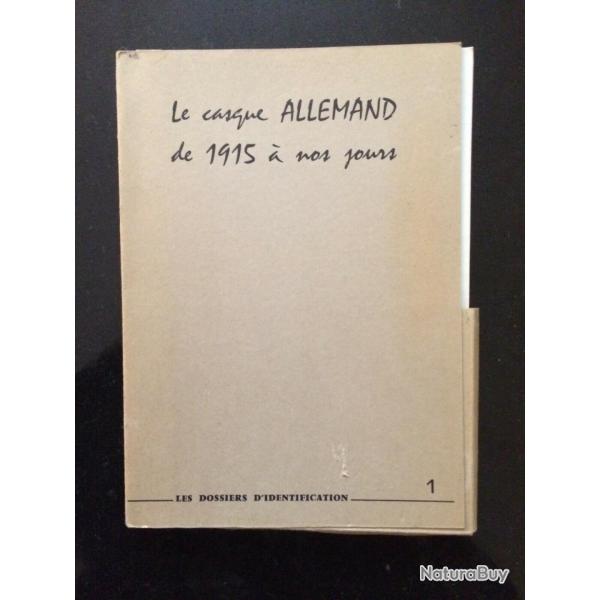 Le casque ALLEMAND
de 1915 à nos jours
LES DOSSIERS D'IDENTIFICATION
1
NaturaBuy